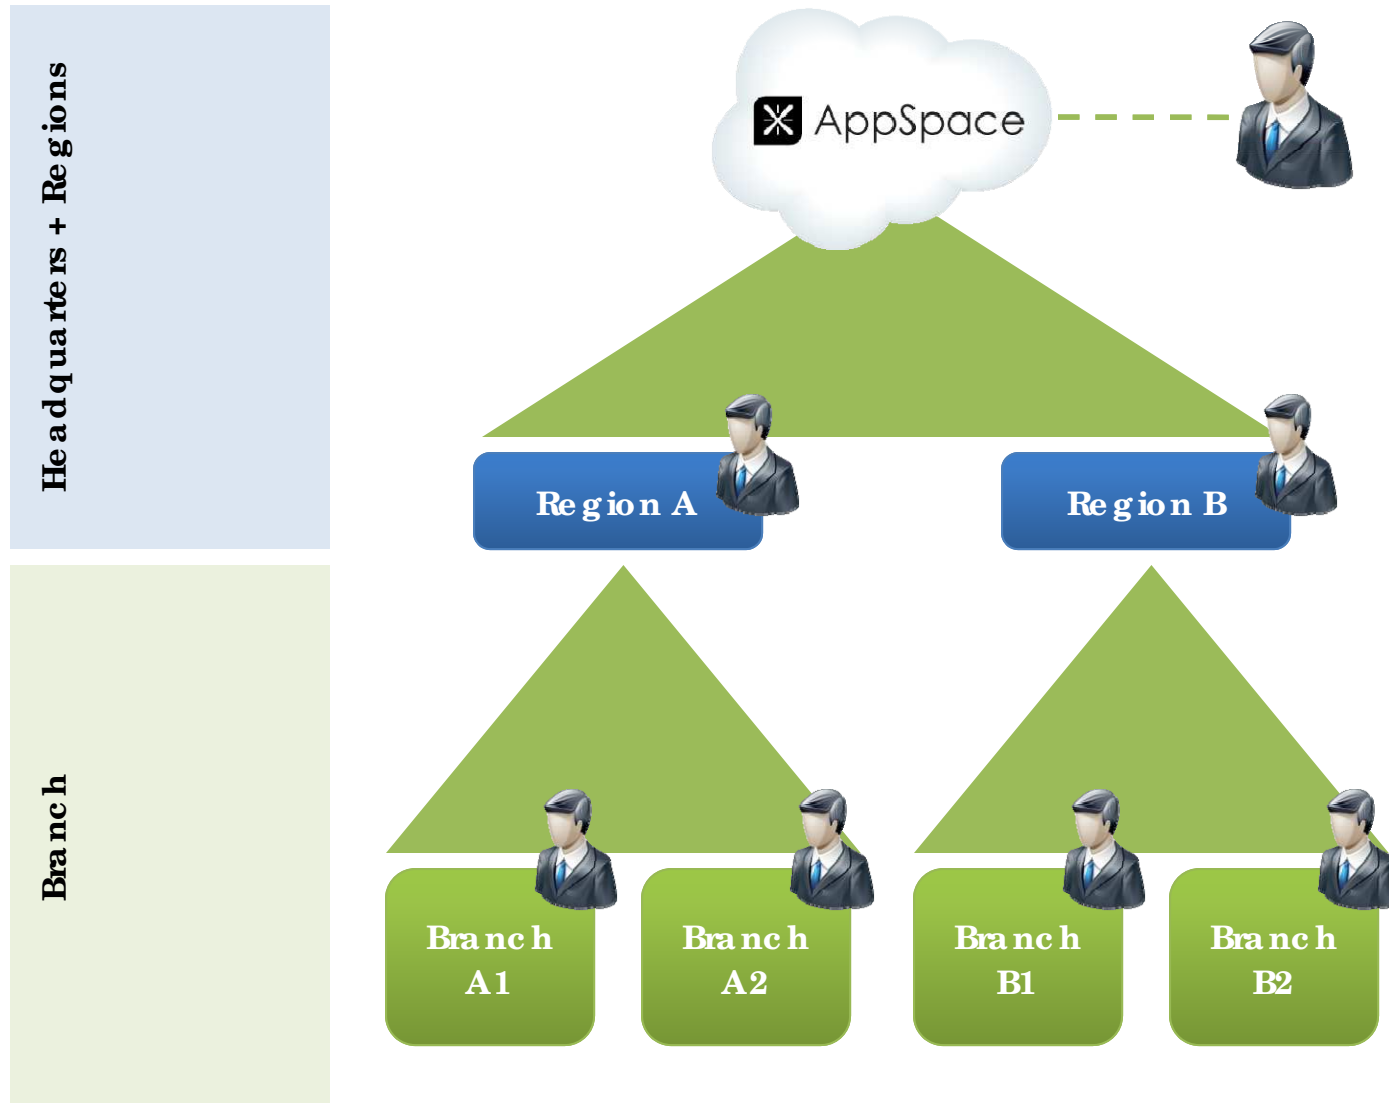 Headquarters + Regions
AppSpace
Region A
Region B
Branch
Branch
A1
Branch
A2
Branch
B1
Branch
B2